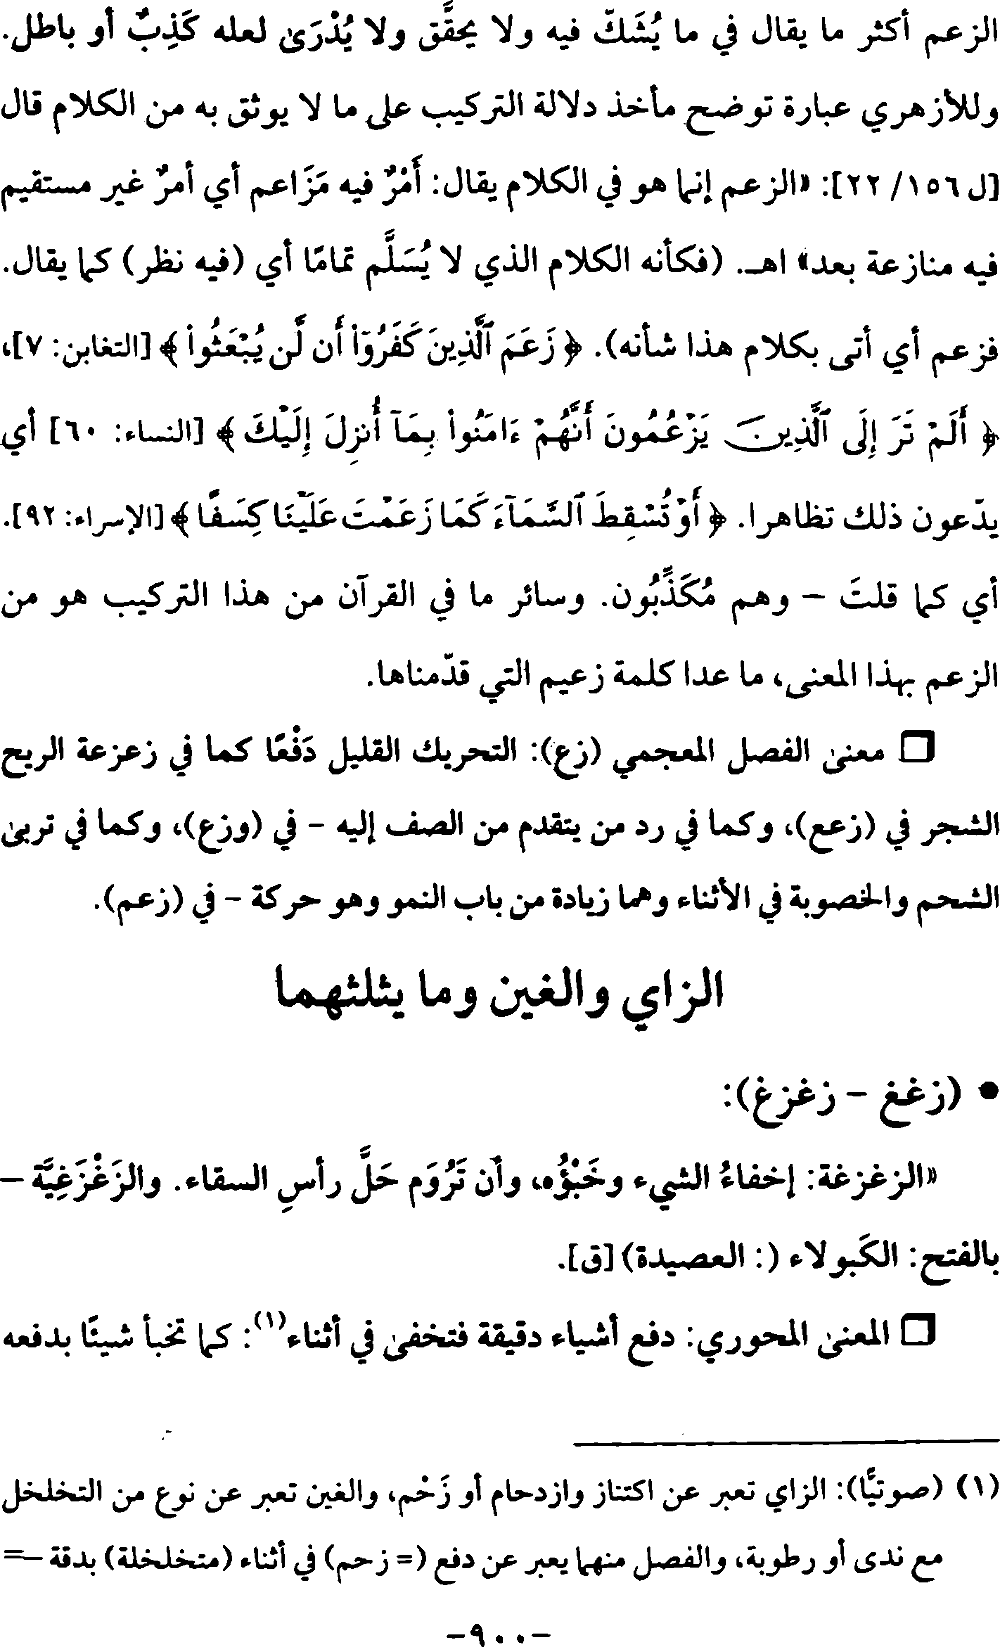 الزعم أكثر ما يقال في ما يُشَكّ فيه ولا يحقَّق ولا يُدْرَىٰ لعله كَذِبٌ أو باطل.
وللأزهري عبارة توضح مأخذ دلالة التركيب على ما لا يوثق به من الكلام قال
[ل ١٥٦/ ٢٢]: «الزعم إنما هو في الكلام يقال: أَمْرٌ فيه مَزَاعم أي أمرٌ غير مستقيم
فيه منازعة بعد» اهـ. (فكأنه الكلام الذي لا يُسَلَّم تمامًا أي (فيه نظر) كما يقال.
فزعم أي أتى بكلام هذا شأنه). ﴿ زَعَمَ ٱلَّذِينَ كَفَرُوٓا۟ أَن لَّن يُبْعَثُوا۟ ﴾ [التغابن: ٧]،
﴿ أَلَمْ تَرَ إِلَى ٱلَّذِينَ يَزْعُمُونَ أَنَّهُمْ ءَامَنُوا۟ بِمَآ أُنزِلَ إِلَيْكَ ﴾ [النساء: ٦٠] أي
يدّعون ذلك تظاهرا. ﴿ أَوْ تُسْقِطَ ٱلسَّمَآءَ كَمَا زَعَمْتَ عَلَيْنَا كِسَفًا ﴾ [الإسراء: ٩٢].
أي كما قلتَ – وهم مُكَذِّبُون. وسائر ما في القرآن من هذا التركيب هو من
الزعم بهذا المعنى، ما عدا كلمة زعيم التي قدّمناها.
❐ معنىٰ الفصل المعجمي (زع): التحريك القليل دَفْعًا كما في زعزعة الريح
الشجر في (زعع)، وكما في رد من يتقدم من الصف إليه – في (وزع)، وكما في تربىٰ
الشحم والخصوبة في الأثناء وهما زيادة من باب النمو وهو حركة – في (زعم).
الزاي والغين وما يثلثهما
• (زغغ – زغزغ):
«الزغزغة: إخفاءُ الشيء وخَبْؤُه، وأن تَرُوَم حَلَّ رأسِ السقاء. والزَغْزَغِيَّة –
بالفتح: الكَبولاء (: العصيدة) [ق].
❐ المعنىٰ المحوري: دفع أشياء دقيقة فتخفىٰ في أثناء(١): كما تخبأ شيئًا بدفعه
(١) (صوتيًّا): الزاي تعبر عن اكتناز وازدحام أو زَحْم، والغين تعبر عن نوع من التخلخل
مع ندى أو رطوبة، والفصل منهما يعبر عن دفع (= زحم) في أثناء (متخلخلة) بدقة =
-٩٠٠-